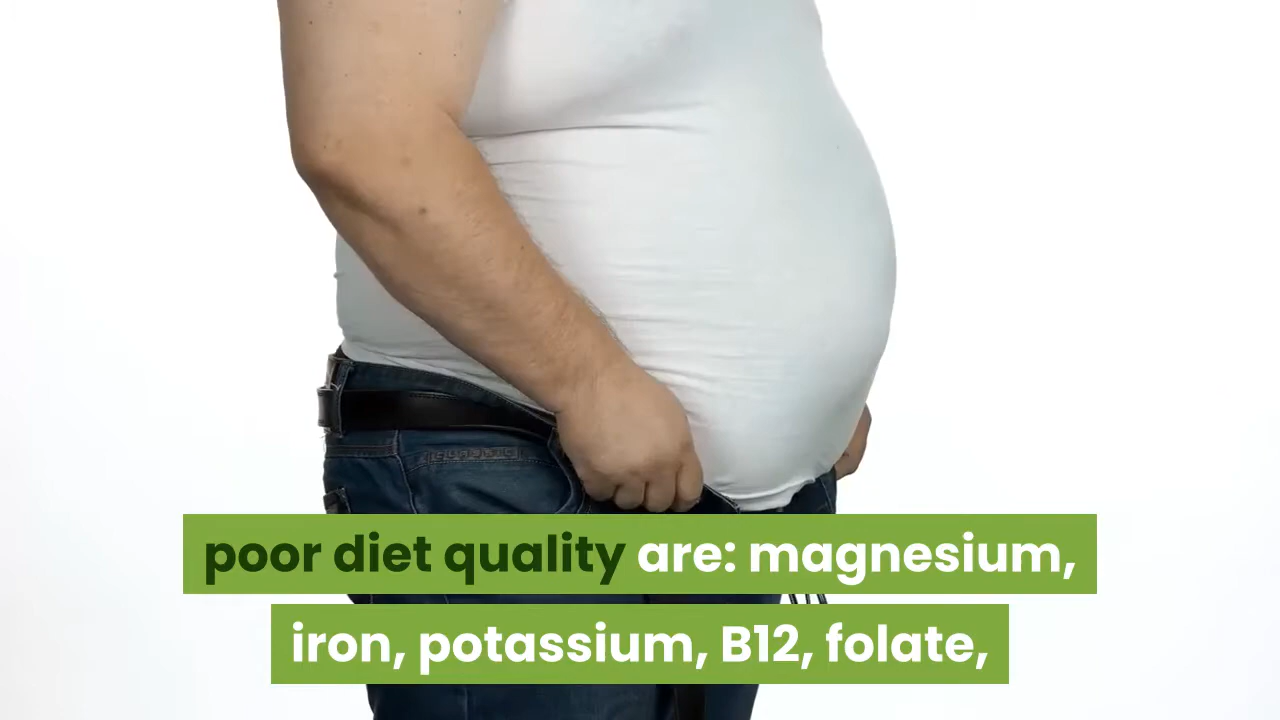 poor diet quality are: magnesium,
iron, potassium, B12, folate,